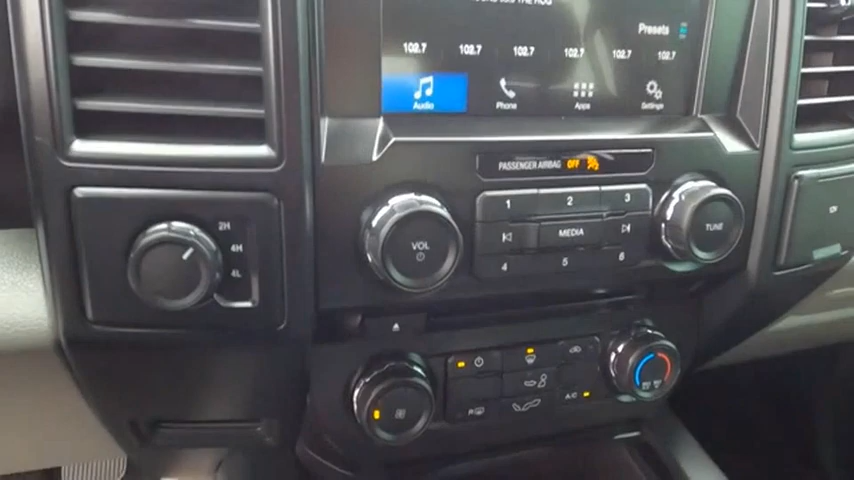 Presets
102.7 102.7 102.7 102.7 102.7 102.7
Audio Phone Apps Settings
PASSENGER AIRBAG OFF
1 2 3
VOL MEDIA TUNE
4 5 6
2H
4H
4L
R
A/C